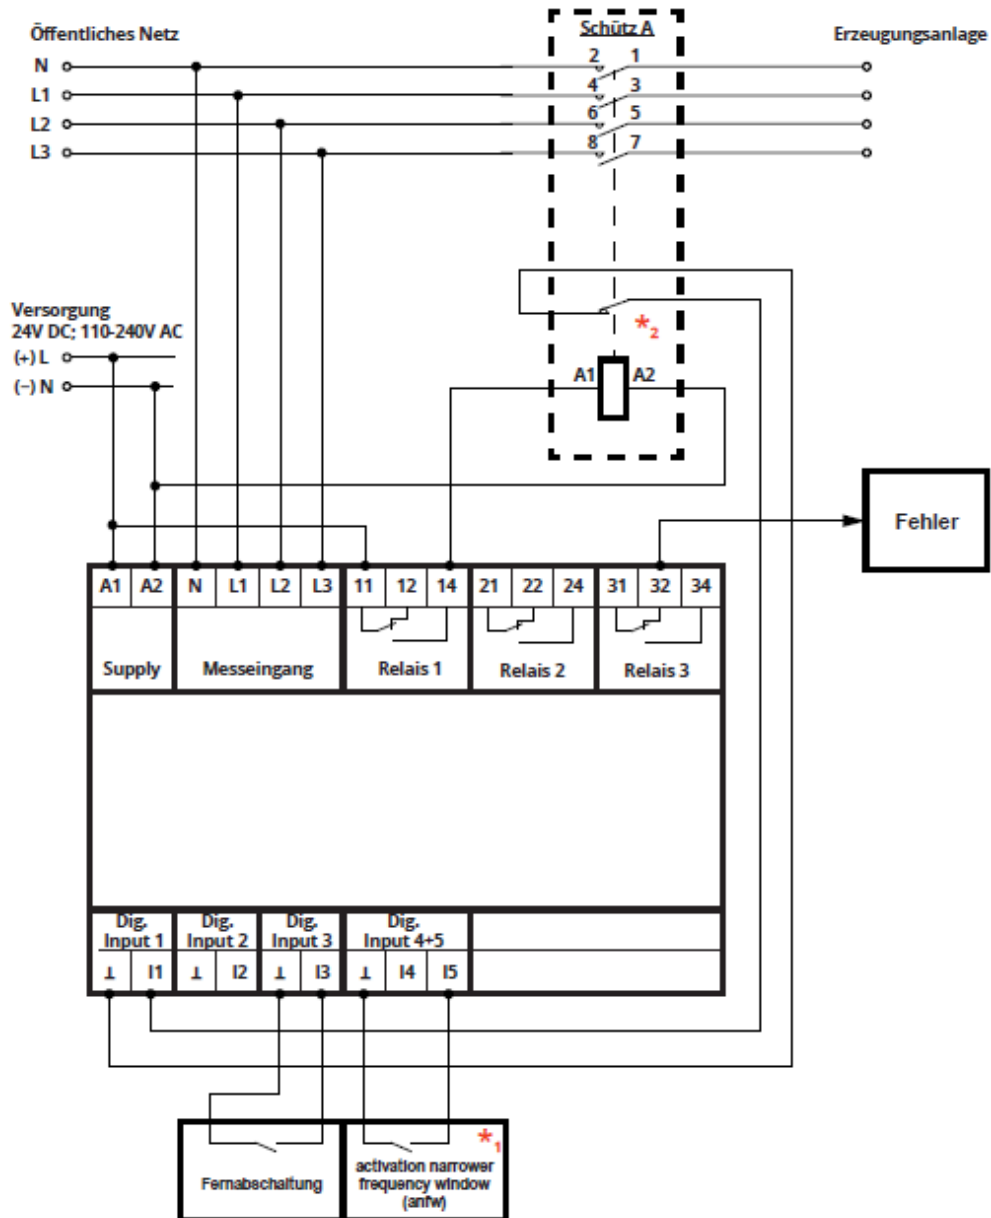 Öffentliches Netz
Schütz A
Erzeugungsanlage
N
2 1
L1
4 3
L2
6 5
L3
8 7
Versorgung
24V DC; 110-240V AC
(+) L
(−) N
*2
A1 A2
Fehler
A1 A2 N L1 L2 L3 11 12 14 21 22 24 31 32 34
Supply Messeingang Relais 1 Relais 2 Relais 3
Dig. Input 1
Dig. Input 2
Dig. Input 3
Dig. Input 4+5
⊥ I1 ⊥ I2 ⊥ I3 ⊥ I4 I5
Fernabschaltung
*1
activation narrower
frequency window
(anfw)